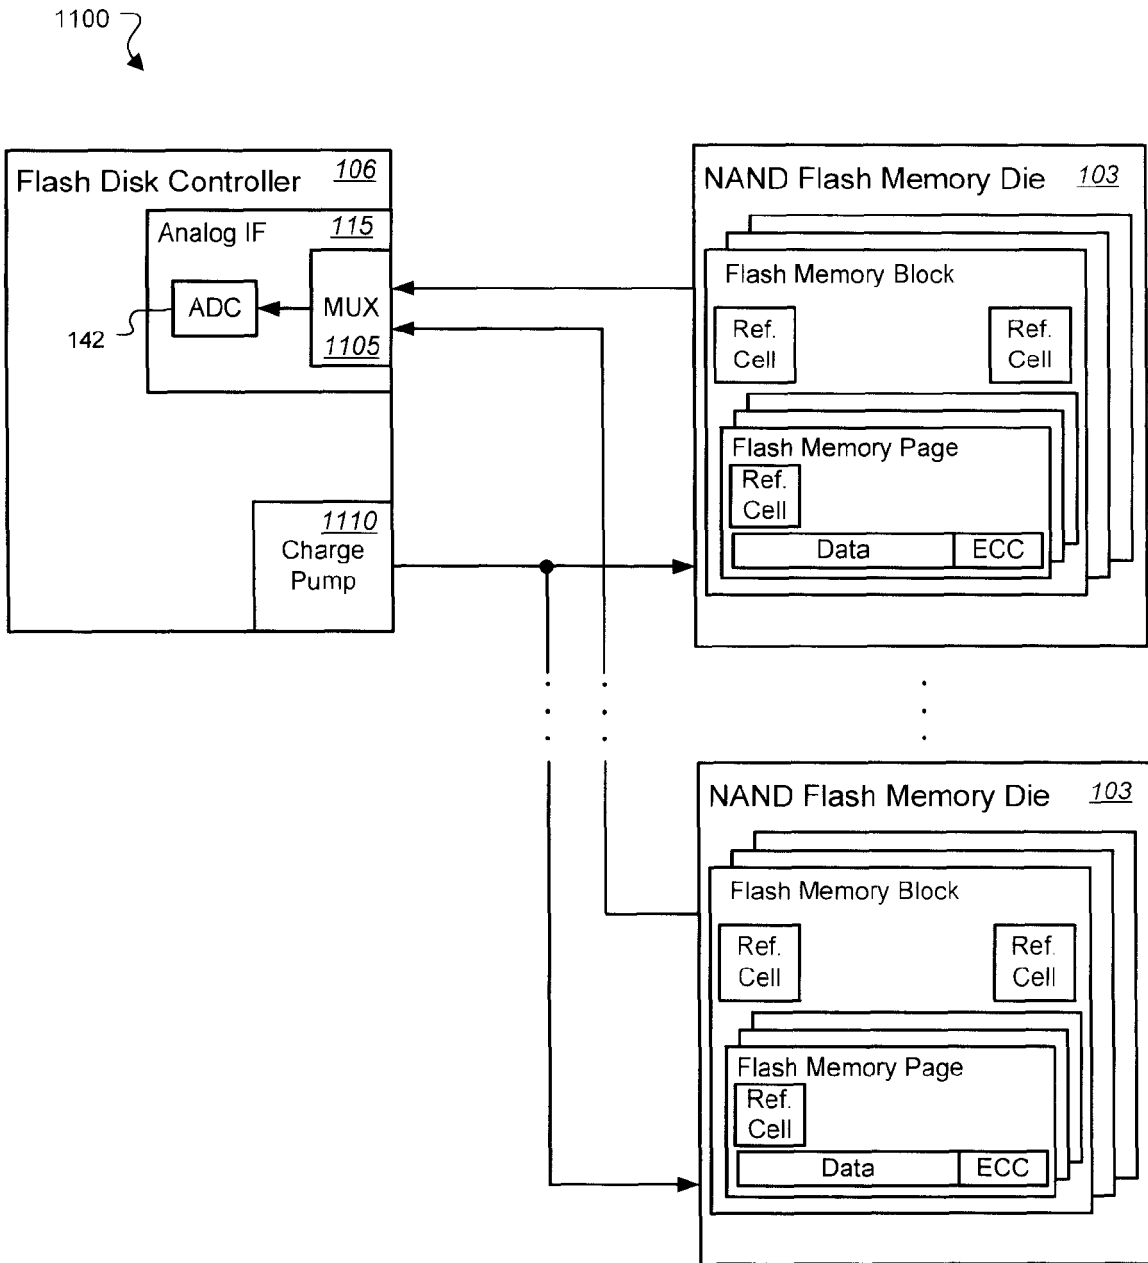 1100
Flash Disk Controller 106
Analog IF 115
ADC
MUX
1105
142
1110
Charge
Pump
NAND Flash Memory Die 103
Flash Memory Block
Ref.
Cell
Ref.
Cell
Flash Memory Page
Ref.
Cell
Data ECC
NAND Flash Memory Die 103
Flash Memory Block
Ref.
Cell
Ref.
Cell
Flash Memory Page
Ref.
Cell
Data ECC